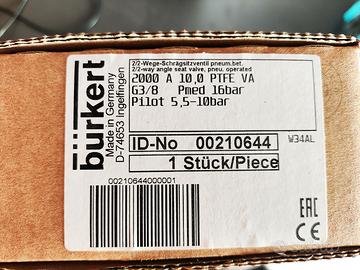 bürkert
Made in Germany
D-74653 Ingelfingen
2/2-Wege-Schrägsitzventil pneum.bet.
2/2-way angle seat valve, pneu. operated
2000 A 10,0 PTFE VA
G3/8 Pmed 16bar
Pilot 5,5-10bar
ID-No 00210644
W34AL
1 Stück/Piece
00210644000001
EAC
CE